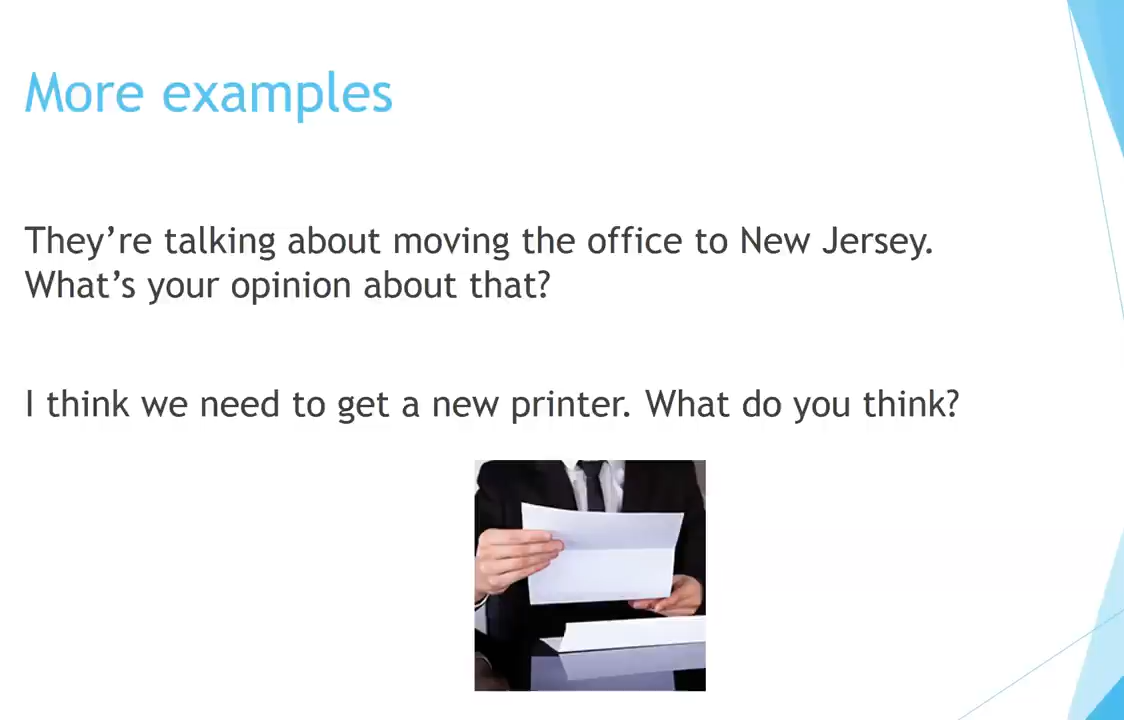 More examples
They’re talking about moving the office to New Jersey.
What’s your opinion about that?
I think we need to get a new printer. What do you think?